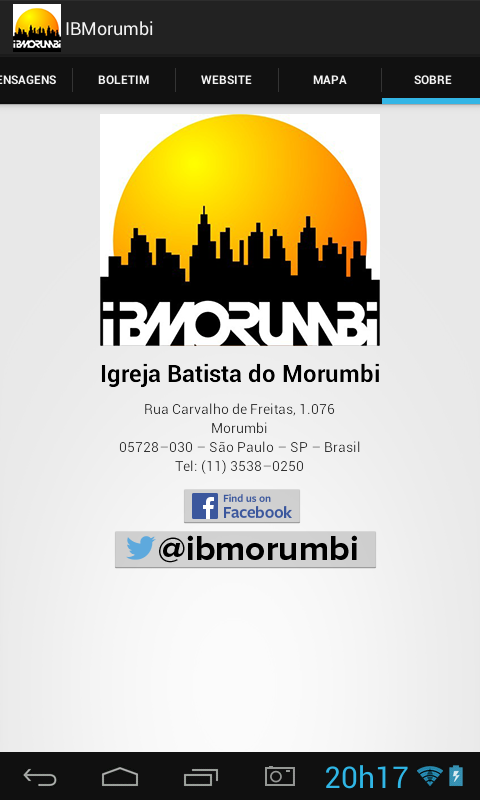 IBMorumbi
ENSAGENS BOLETIM WEBSITE MAPA SOBRE
iBMORUMBi
Igreja Batista do Morumbi
Rua Carvalho de Freitas, 1.076
Morumbi
05728-030 – São Paulo – SP – Brasil
Tel: (11) 3538-0250
Find us on
Facebook
@ibmorumbi
20h17